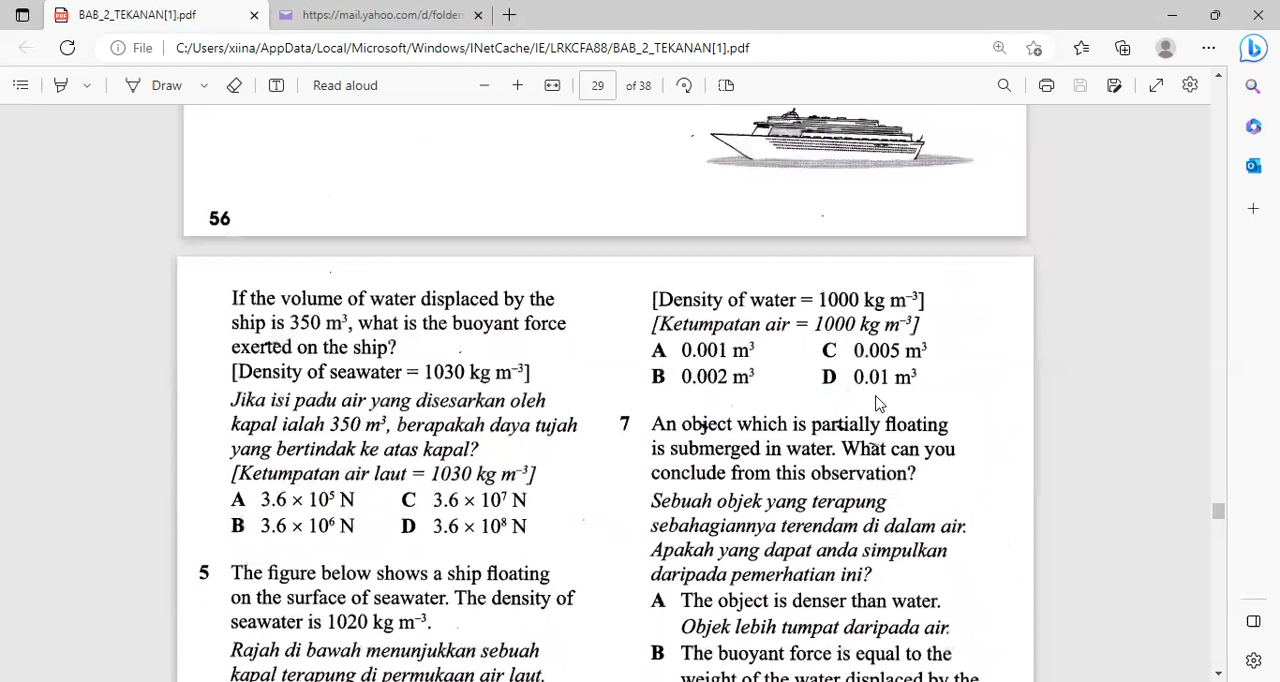 BAB_2_TEKANAN[1].pdf
https://mail.yahoo.com/d/folder
File
C:/Users/xiina/AppData/Local/Microsoft/Windows/INetCache/IE/LRKCFA88/BAB_2_TEKANAN[1].pdf
Draw
Read aloud
29
of 38
56
If the volume of water displaced by the
ship is 350 m³, what is the buoyant force
exerted on the ship?
[Density of seawater = 1030 kg m⁻³]
Jika isi padu air yang disesarkan oleh
kapal ialah 350 m³, berapakah daya tujah
yang bertindak ke atas kapal?
[Ketumpatan air laut = 1030 kg m⁻³]
A 3.6 × 10⁵ N C 3.6 × 10⁷ N
B 3.6 × 10⁶ N D 3.6 × 10⁸ N
5 The figure below shows a ship floating
on the surface of seawater. The density of
seawater is 1020 kg m⁻³.
Rajah di bawah menunjukkan sebuah
kapal terapung di permukaan air laut.
[Density of water = 1000 kg m⁻³]
[Ketumpatan air = 1000 kg m⁻³]
A 0.001 m³ C 0.005 m³
B 0.002 m³ D 0.01 m³
7 An object which is partially floating
is submerged in water. What can you
conclude from this observation?
Sebuah objek yang terapung
sebahagiannya terendam di dalam air.
Apakah yang dapat anda simpulkan
daripada pemerhatian ini?
A The object is denser than water.
Objek lebih tumpat daripada air.
B The buoyant force is equal to the
weight of the water displaced by the